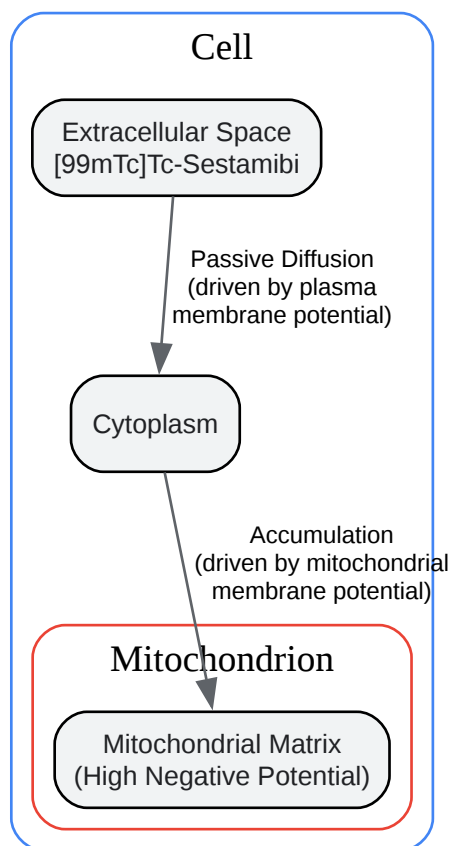 Cell
Extracellular Space
[99mTc]Tc-Sestamibi
Passive Diffusion
(driven by plasma
membrane potential)
Cytoplasm
Accumulation
(driven by mitochondrial
membrane potential)
Mitochondrion
Mitochondrial Matrix
(High Negative Potential)